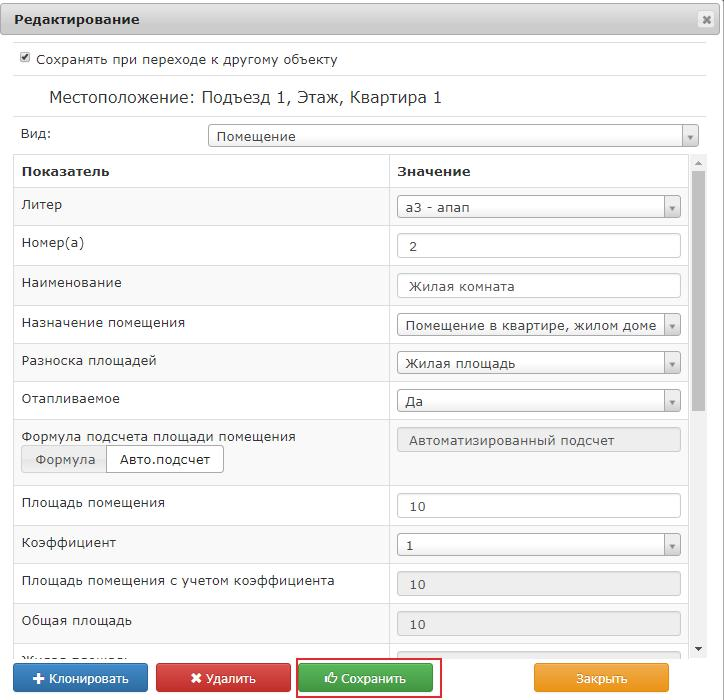 Редактирование
Сохранять при переходе к другому объекту
Местоположение: Подъезд 1, Этаж, Квартира 1
Вид: Помещение
Показатель Значение
Литер а3 - апап
Номер(а) 2
Наименование Жилая комната
Назначение помещения Помещение в квартире, жилом доме
Разноска площадей Жилая площадь
Отапливаемое Да
Формула подсчета площади помещения Автоматизированный подсчет
Формула Авто.подсчет
Площадь помещения 10
Коэффициент 1
Площадь помещения с учетом коэффициента 10
Общая площадь 10
Жилая площадь
Клонировать Удалить Сохранить Закрыть